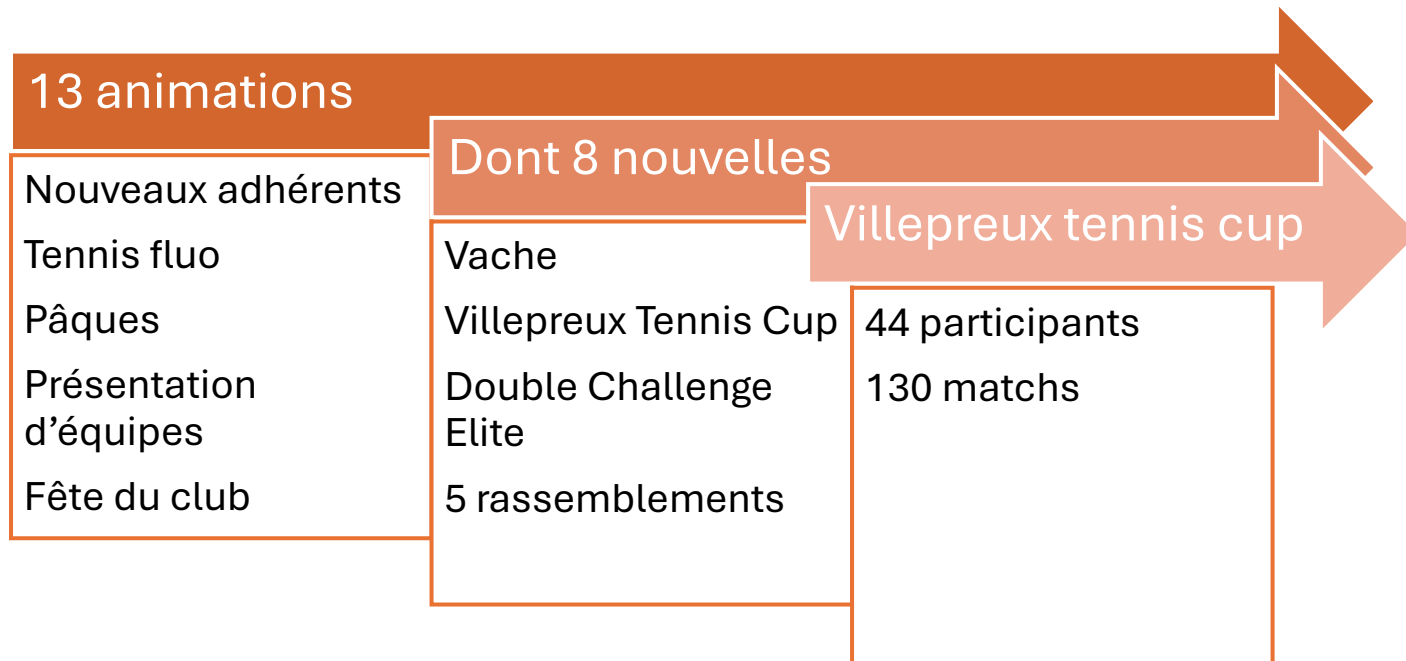 13 animations
Nouveaux adhérents
Tennis fluo
Pâques
Présentation
d’équipes
Fête du club
Dont 8 nouvelles
Vache
Villepreux Tennis Cup
Double Challenge
Elite
5 rassemblements
Villepreux tennis cup
44 participants
130 matchs